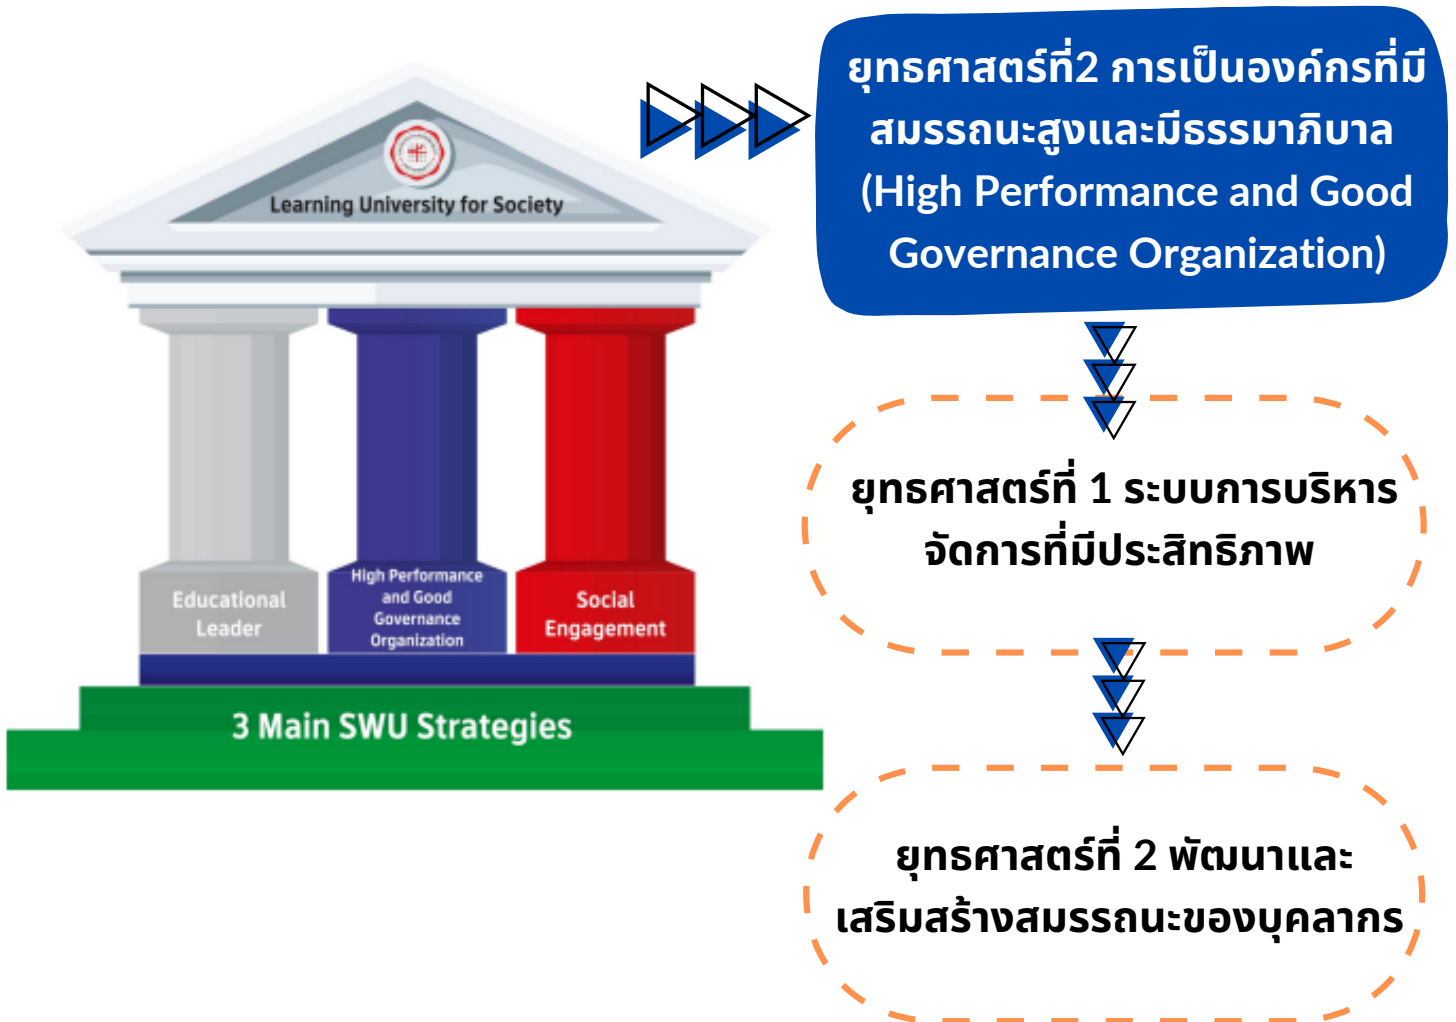 Learning University for Society
Educational
Leader
High Performance
and Good
Governance
Organization
Social
Engagement
3 Main SWU Strategies
ยุทธศาสตร์ที่2 การเป็นองค์กรที่มี
สมรรถนะสูงและมีธรรมาภิบาล
(High Performance and Good
Governance Organization)
ยุทธศาสตร์ที่ 1 ระบบการบริหาร
จัดการที่มีประสิทธิภาพ
ยุทธศาสตร์ที่ 2 พัฒนาและ
เสริมสร้างสมรรถนะของบุคลากร